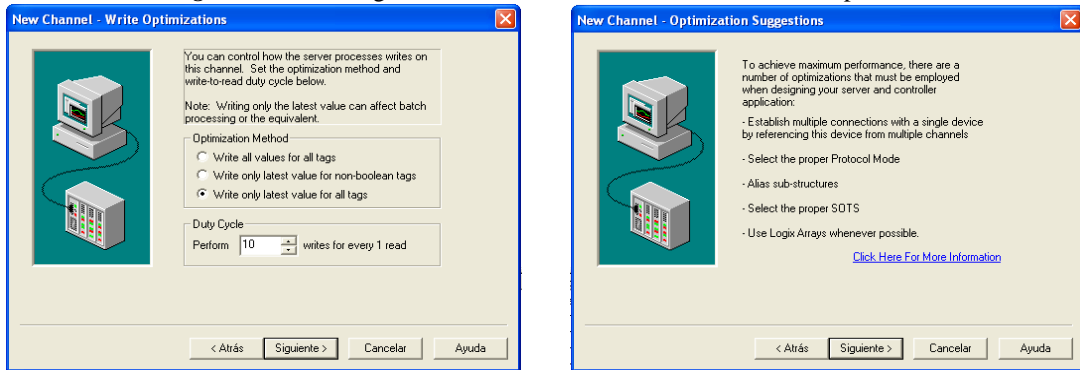 New Channel - Write Optimizations
You can control how the server processes writes on
this channel. Set the optimization method and
write-to-read duty cycle below.
Note: Writing only the latest value can affect batch
processing or the equivalent.
Optimization Method
Write all values for all tags
Write only latest value for non-boolean tags
Write only latest value for all tags
Duty Cycle
Perform 10 writes for every 1 read
< Atrás Siguiente > Cancelar Ayuda
New Channel - Optimization Suggestions
To achieve maximum performance, there are a
number of optimizations that must be employed
when designing your server and controller
application:
- Establish multiple connections with a single device
by referencing this device from multiple channels
- Select the proper Protocol Mode
- Alias sub-structures
- Select the proper SOTS
- Use Logix Arrays whenever possible.
Click Here For More Information
< Atrás Siguiente > Cancelar Ayuda